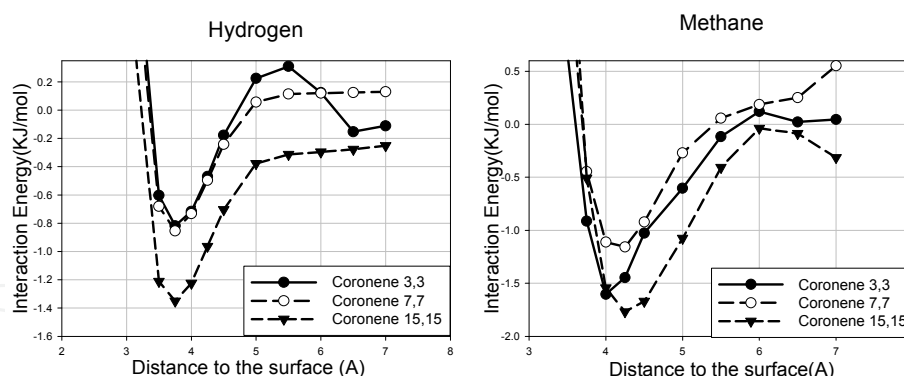 Hydrogen
Interaction Energy(KJ/mol)
0.2
0.0
-0.2
-0.4
-0.6
-0.8
-1.0
-1.2
-1.4
-1.6
Coronene 3,3
Coronene 7,7
Coronene 15,15
2 3 4 5 6 7 8
Distance to the surface (A)
Methane
Interaction Energy(KJ/mol)
0.5
0.0
-0.5
-1.0
-1.5
-2.0
Coronene 3,3
Coronene 7,7
Coronene 15,15
3 4 5 6 7
Distance to the surface(A)